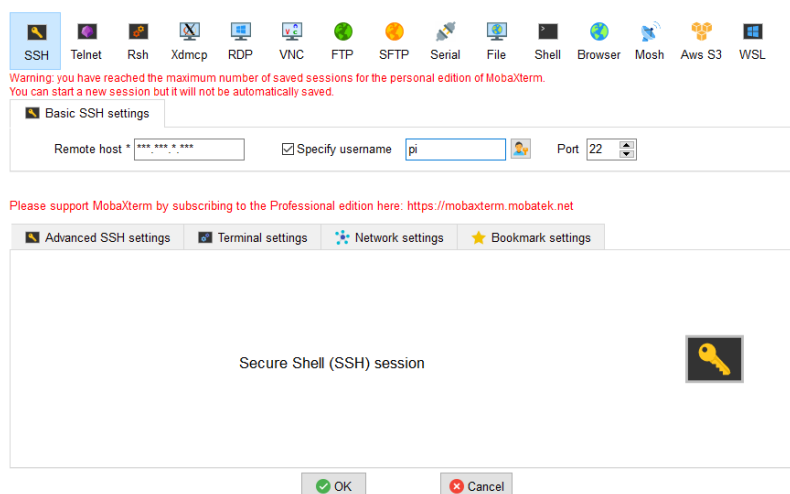 SSH Telnet Rsh Xdmcp RDP VNC FTP SFTP Serial File Shell Browser Mosh Aws S3 WSL
Warning: you have reached the maximum number of saved sessions for the personal edition of MobaXterm.
You can start a new session but it will not be automatically saved.
Basic SSH settings
Remote host * ***.***.*.*** Specify username pi Port 22
Please support MobaXterm by subscribing to the Professional edition here: https://mobaxterm.mobatek.net
Advanced SSH settings Terminal settings Network settings Bookmark settings
Secure Shell (SSH) session
OK Cancel